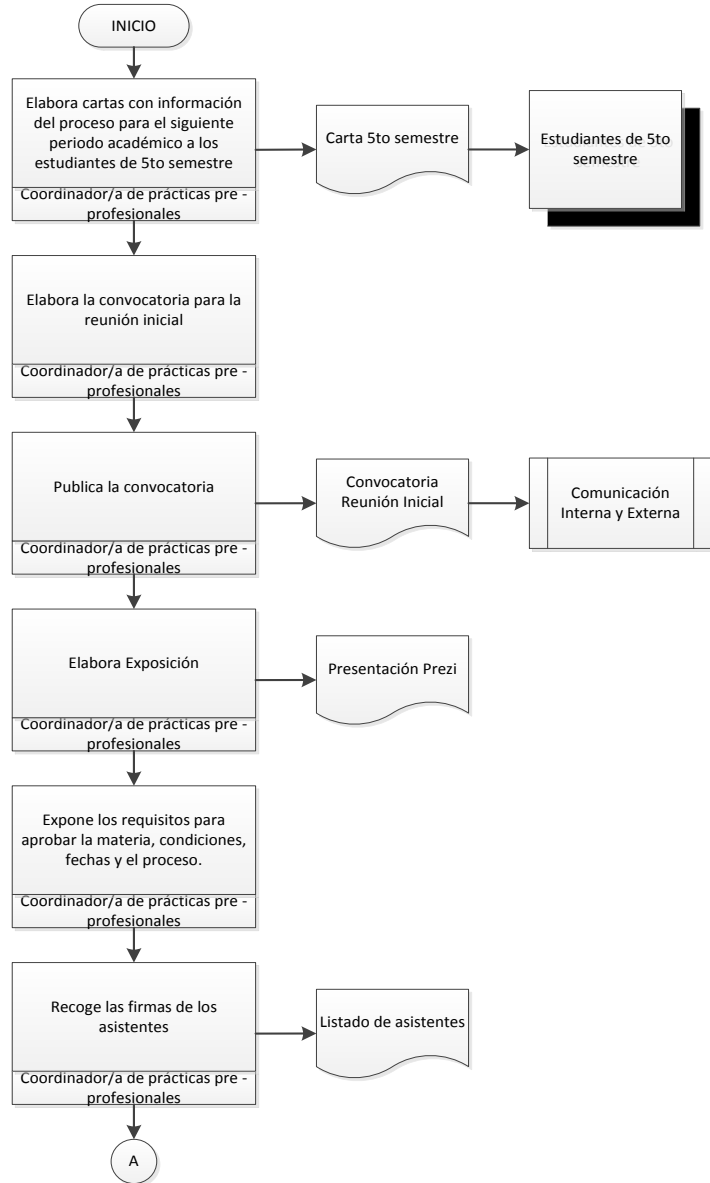 INICIO
Elabora cartas con información
del proceso para el siguiente
periodo académico a los
estudiantes de 5to semestre
Coordinador/a de prácticas pre -
profesionales
Carta 5to semestre
Estudiantes de 5to
semestre
Elabora la convocatoria para la
reunión inicial
Coordinador/a de prácticas pre -
profesionales
Publica la convocatoria
Coordinador/a de prácticas pre -
profesionales
Convocatoria
Reunión Inicial
Comunicación
Interna y Externa
Elabora Exposición
Coordinador/a de prácticas pre -
profesionales
Presentación Prezi
Expone los requisitos para
aprobar la materia, condiciones,
fechas y el proceso.
Coordinador/a de prácticas pre -
profesionales
Recoge las firmas de los
asistentes
Coordinador/a de prácticas pre -
profesionales
Listado de asistentes
A